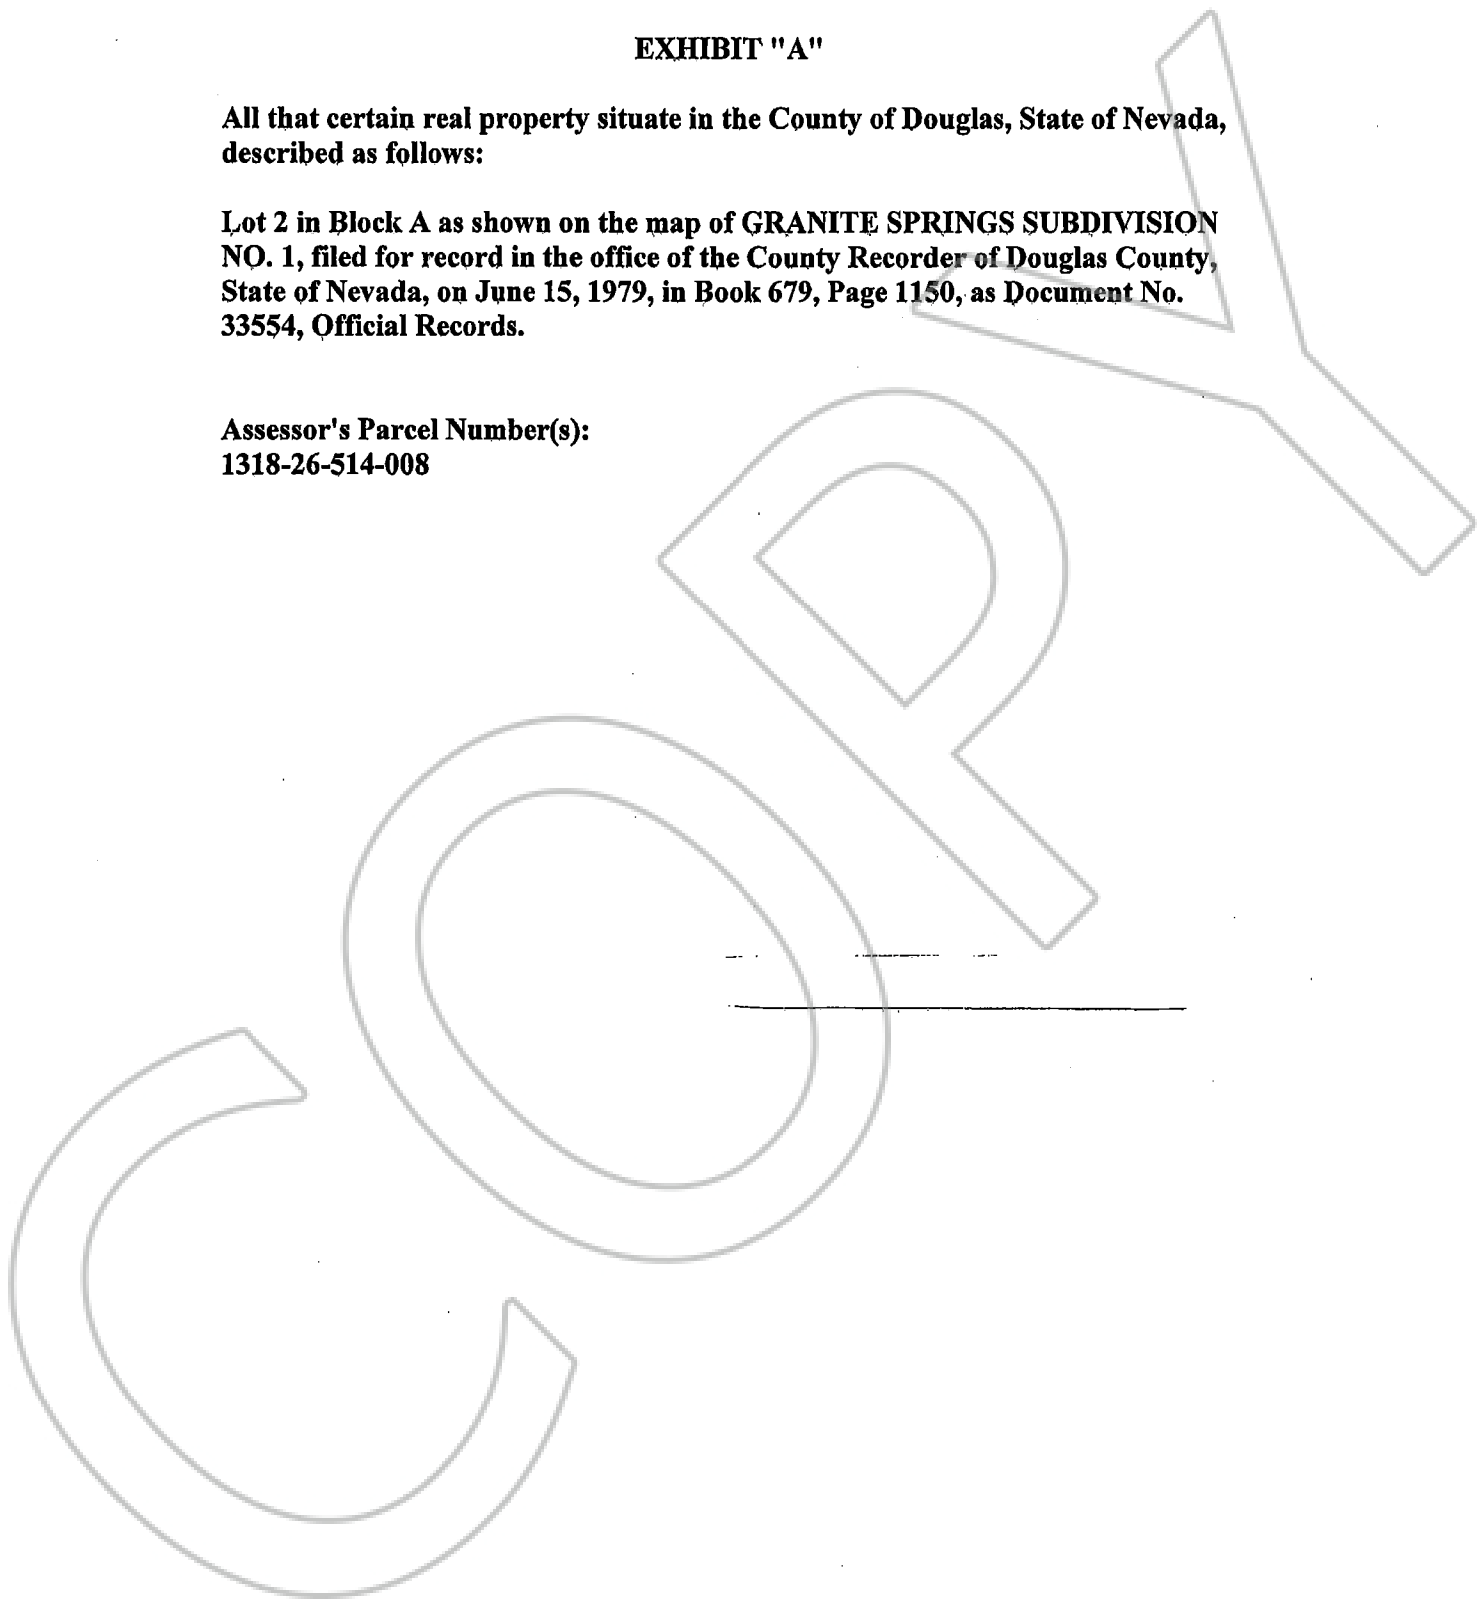 EXHIBIT "A"
All that certain real property situate in the County of Douglas, State of Nevada,
described as follows:
Lot 2 in Block A as shown on the map of GRANITE SPRINGS SUBDIVISION
NO. 1, filed for record in the office of the County Recorder of Douglas County,
State of Nevada, on June 15, 1979, in Book 679, Page 1150, as Document No.
33554, Official Records.
Assessor's Parcel Number(s):
1318-26-514-008
COPY